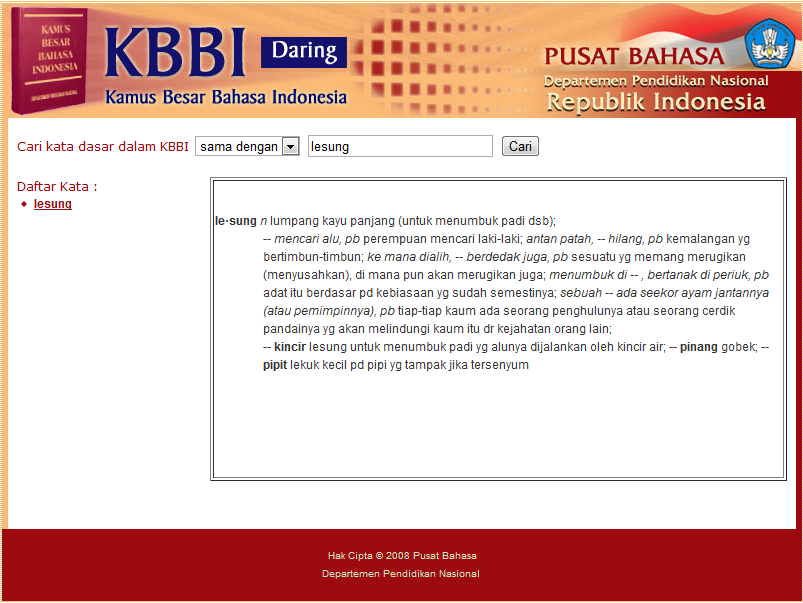 KAMUS
BESAR
BAHASA
INDONESIA
KBBI Daring
Kamus Besar Bahasa Indonesia
PUSAT BAHASA
Departemen Pendidikan Nasional
Republik Indonesia
Cari kata dasar dalam KBBI sama dengan lesung Cari
Daftar Kata :
lesung
le·sung n lumpang kayu panjang (untuk menumbuk padi dsb);
-- mencari alu, pb perempuan mencari laki-laki; antan patah, -- hilang, pb kemalangan yg
bertimbun-timbun; ke mana dialih, -- berdedak juga, pb sesuatu yg memang merugikan
(menyusahkan), di mana pun akan merugikan juga; menumbuk di -- , bertanak di periuk, pb
adat itu berdasar pd kebiasaan yg sudah semestinya; sebuah -- ada seekor ayam jantannya
(atau pemimpinnya), pb tiap-tiap kaum ada seorang penghulunya atau seorang cerdik
pandainya yg akan melindungi kaum itu dr kejahatan orang lain;
-- kincir lesung untuk menumbuk padi yg alunya dijalankan oleh kincir air; -- pinang gobek; --
pipit lekuk kecil pd pipi yg tampak jika tersenyum
Hak Cipta © 2008 Pusat Bahasa
Departemen Pendidikan Nasional